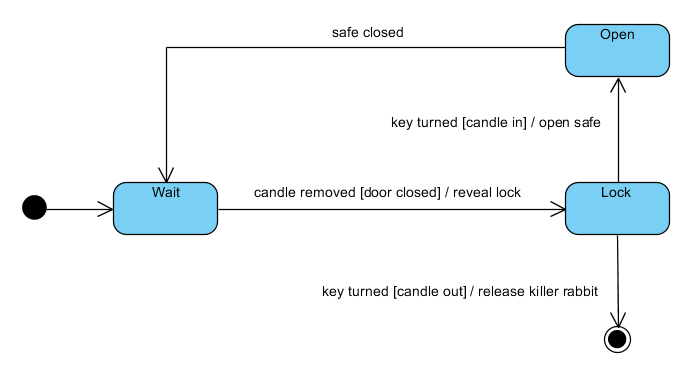 safe closed
Open
key turned [candle in] / open safe
Wait
candle removed [door closed] / reveal lock
Lock
key turned [candle out] / release killer rabbit